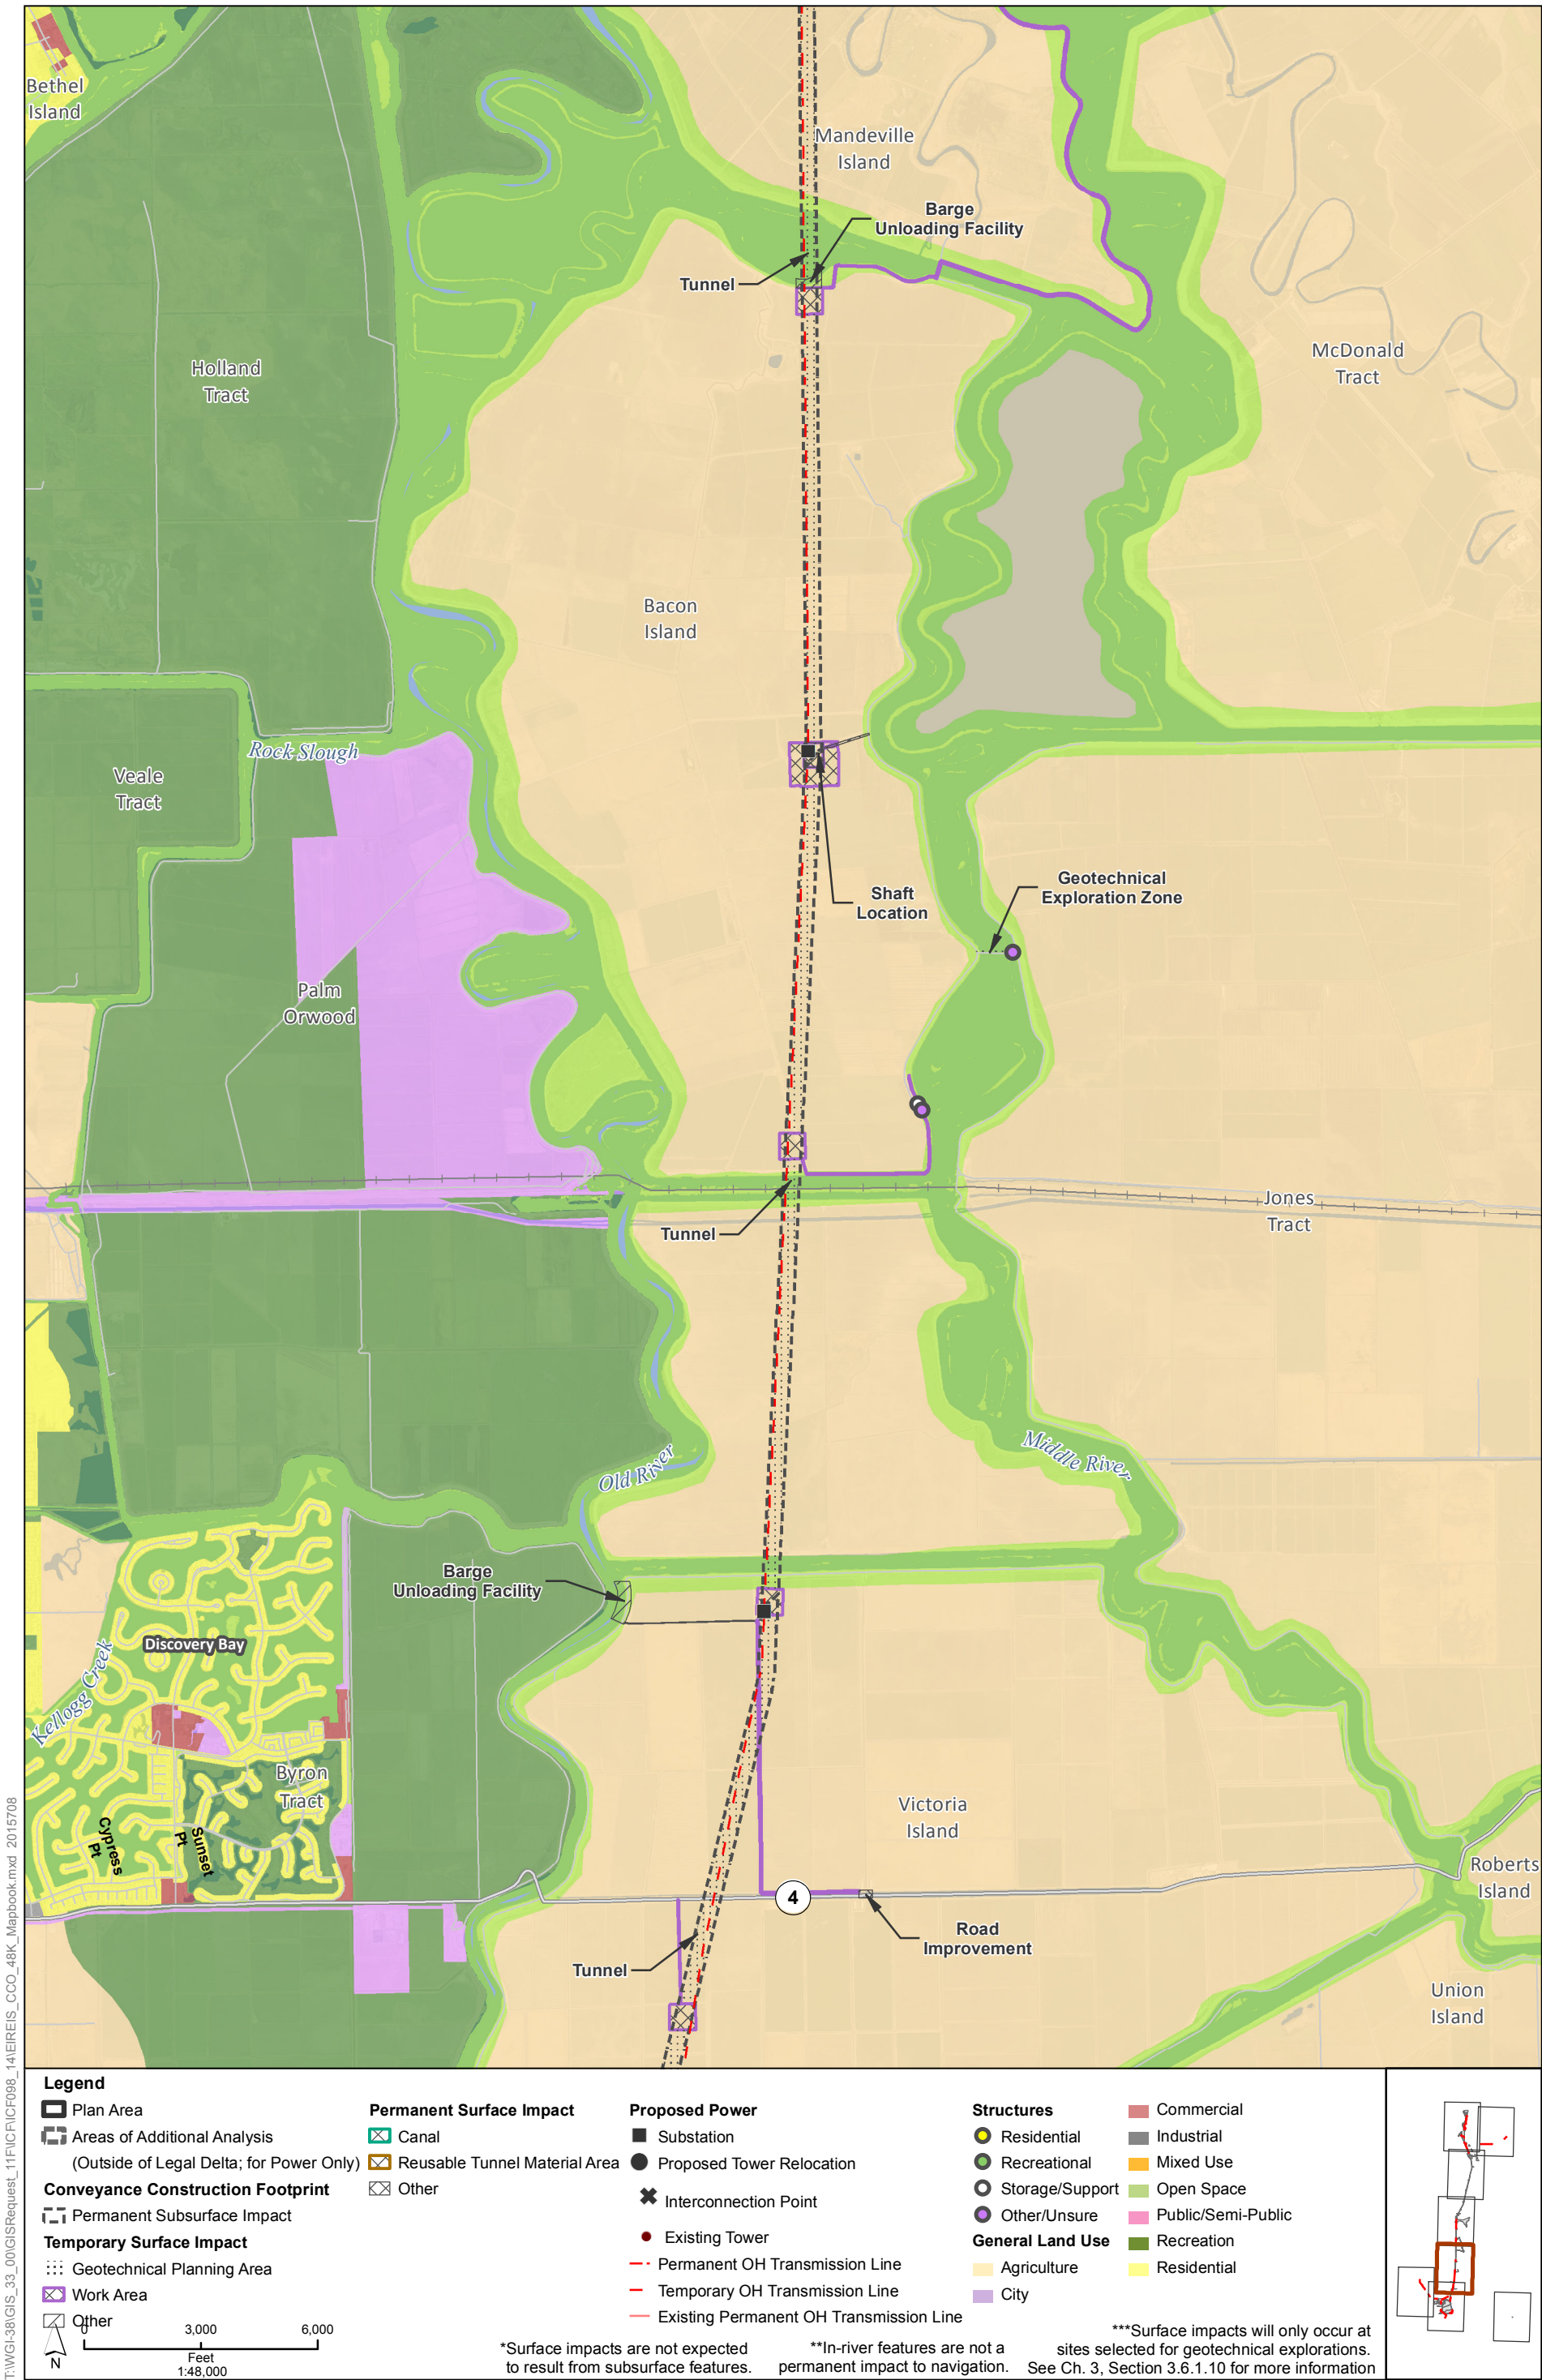 Bethel
Island
Mandeville
Island
Barge
Unloading Facility
Tunnel
Holland
Tract
McDonald
Tract
Bacon
Island
Rock Slough
Veale
Tract
Shaft
Location
Geotechnical
Exploration Zone
Palm
Orwood
Jones
Tract
Tunnel
Old River
Middle River
Barge
Unloading Facility
Discovery Bay
Kellogg Creek
Byron
Tract
Cypress
Pt
Sunset
Pt
Victoria
Island
Roberts
Island
4
Road
Improvement
Tunnel
Union
Island
T:\WGI-38\GIS_33_00\GISRequest_11F\ICF\ICF098_14\EIREIS_CCO_48K_Mapbook.mxd 2015708
Legend
Plan Area
Areas of Additional Analysis
(Outside of Legal Delta; for Power Only)
Conveyance Construction Footprint
Permanent Subsurface Impact
Temporary Surface Impact
Geotechnical Planning Area
Work Area
Other
Permanent Surface Impact
Canal
Reusable Tunnel Material Area
Other
Proposed Power
Substation
Proposed Tower Relocation
Interconnection Point
Existing Tower
Permanent OH Transmission Line
Temporary OH Transmission Line
Existing Permanent OH Transmission Line
Structures
Residential
Recreational
Storage/Support
Other/Unsure
General Land Use
Agriculture
City
Commercial
Industrial
Mixed Use
Open Space
Public/Semi-Public
Recreation
Residential
N
0 3,000 6,000
Feet
1:48,000
*Surface impacts are not expected
to result from subsurface features.
**In-river features are not a
permanent impact to navigation.
***Surface impacts will only occur at
sites selected for geotechnical explorations.
See Ch. 3, Section 3.6.1.10 for more information